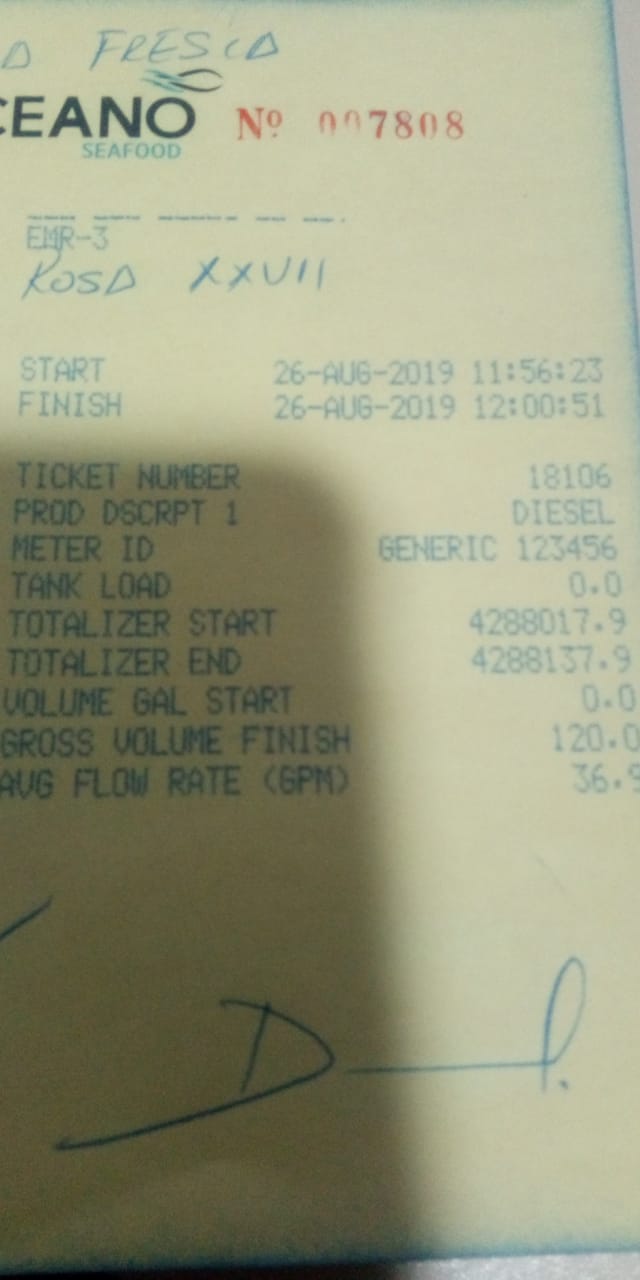 A FRESCA
CEANO
SEAFOOD
Nº 007808
EMR-3
ROSA XXVII
START 26-AUG-2019 11:56:23
FINISH 26-AUG-2019 12:00:51
TICKET NUMBER 18106
PROD DSCRPT 1 DIESEL
METER ID GENERIC 123456
TANK LOAD 0.0
TOTALIZER START 4288017.9
TOTALIZER END 4288137.9
VOLUME GAL START 0.0
GROSS VOLUME FINISH 120.0
AVG FLOW RATE (GPM) 36.9